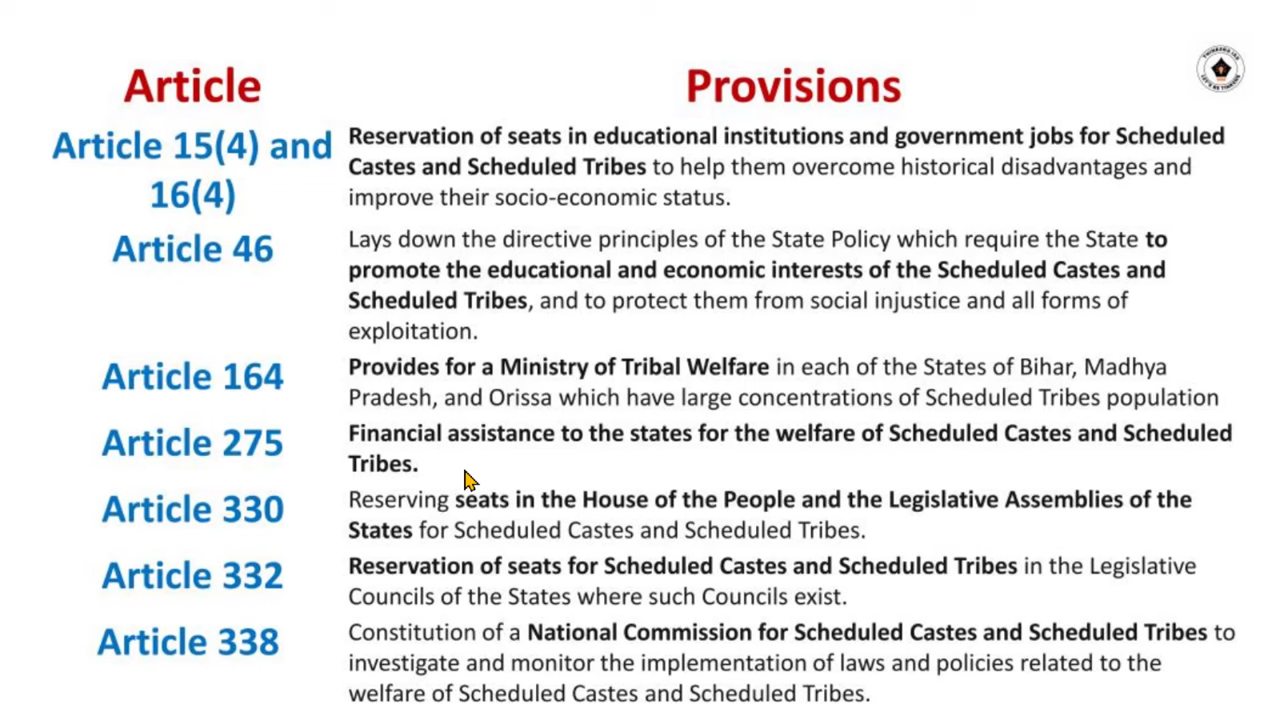 Article
Provisions
THINKERS IAS
LET'S BE THINKERS
Article 15(4) and
16(4)
Reservation of seats in educational institutions and government jobs for Scheduled
Castes and Scheduled Tribes to help them overcome historical disadvantages and
improve their socio-economic status.
Article 46
Lays down the directive principles of the State Policy which require the State to
promote the educational and economic interests of the Scheduled Castes and
Scheduled Tribes, and to protect them from social injustice and all forms of
exploitation.
Article 164
Provides for a Ministry of Tribal Welfare in each of the States of Bihar, Madhya
Pradesh, and Orissa which have large concentrations of Scheduled Tribes population
Article 275
Financial assistance to the states for the welfare of Scheduled Castes and Scheduled
Tribes.
Article 330
Reserving seats in the House of the People and the Legislative Assemblies of the
States for Scheduled Castes and Scheduled Tribes.
Article 332
Reservation of seats for Scheduled Castes and Scheduled Tribes in the Legislative
Councils of the States where such Councils exist.
Article 338
Constitution of a National Commission for Scheduled Castes and Scheduled Tribes to
investigate and monitor the implementation of laws and policies related to the
welfare of Scheduled Castes and Scheduled Tribes.